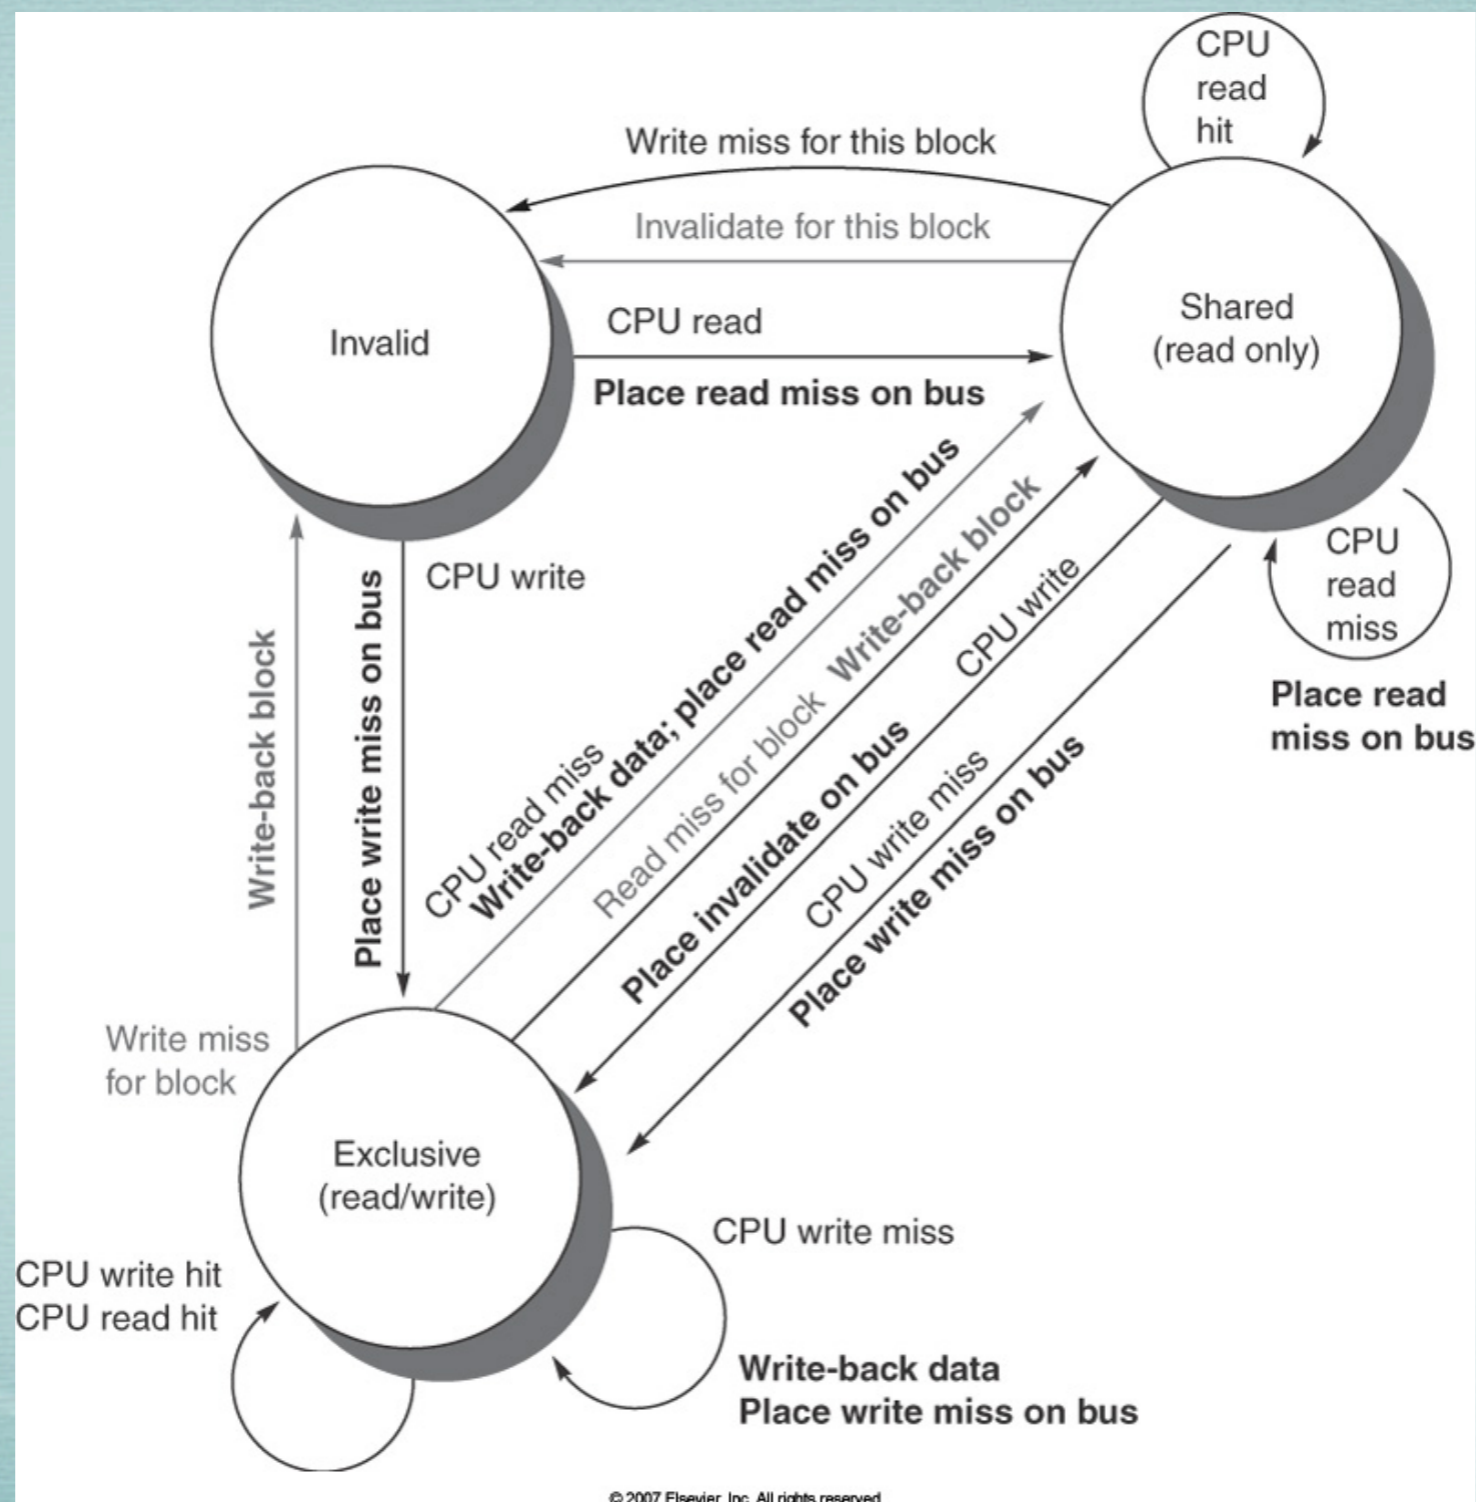 CPU
read
hit
Write miss for this block
Invalidate for this block
CPU read
Place read miss on bus
Invalid
Shared
(read only)
CPU write
Place write miss on bus
Write-back block
CPU read miss
Write-back data; place read miss on bus
Read miss for block Write-back block
CPU write
Place invalidate on bus
CPU write miss
Place write miss on bus
CPU
read
miss
Place read
miss on bus
Write miss
for block
Exclusive
(read/write)
CPU write hit
CPU read hit
CPU write miss
Write-back data
Place write miss on bus
© 2007 Elsevier, Inc. All rights reserved.